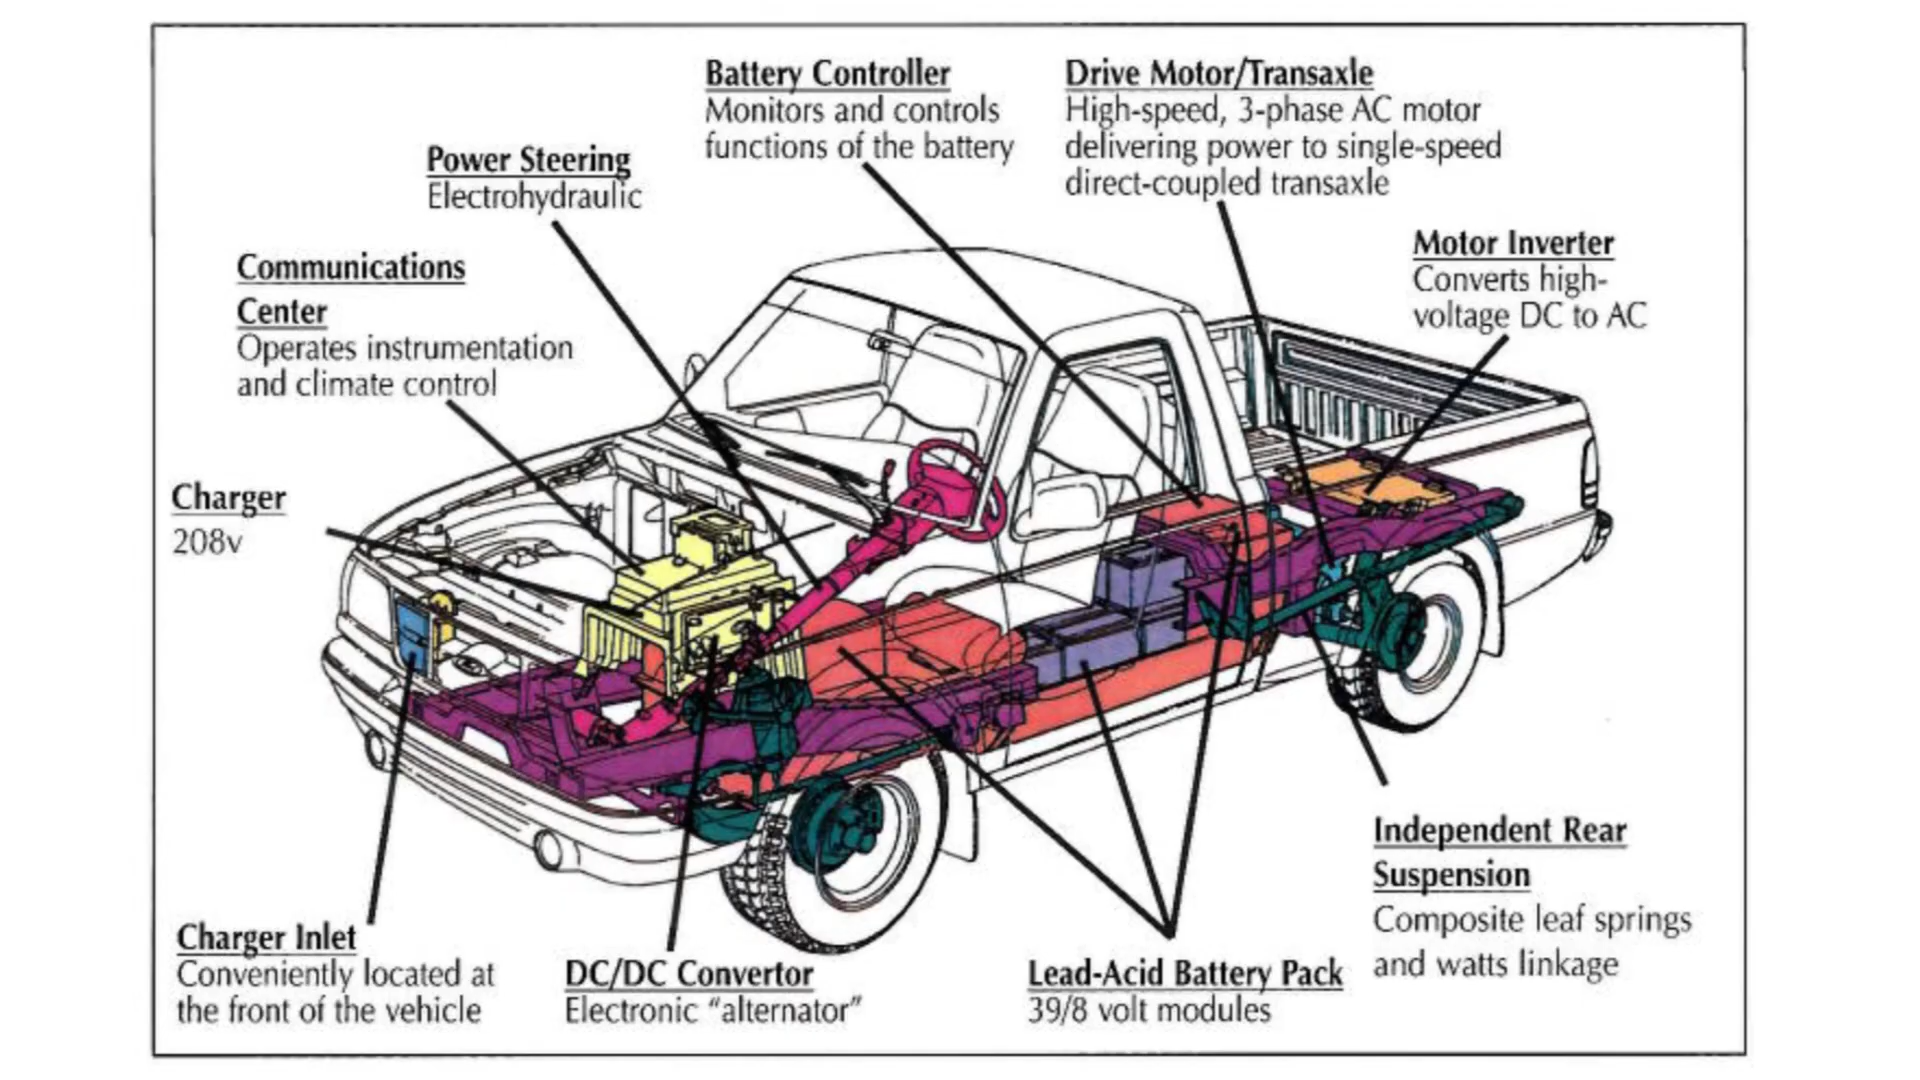 Battery Controller
Monitors and controls
functions of the battery
Drive Motor/Transaxle
High-speed, 3-phase AC motor
delivering power to single-speed
direct-coupled transaxle
Power Steering
Electrohydraulic
Motor Inverter
Converts high-
voltage DC to AC
Communications
Center
Operates instrumentation
and climate control
Charger
208v
Independent Rear
Suspension
Composite leaf springs
and watts linkage
Charger Inlet
Conveniently located at
the front of the vehicle
DC/DC Convertor
Electronic "alternator"
Lead-Acid Battery Pack
39/8 volt modules